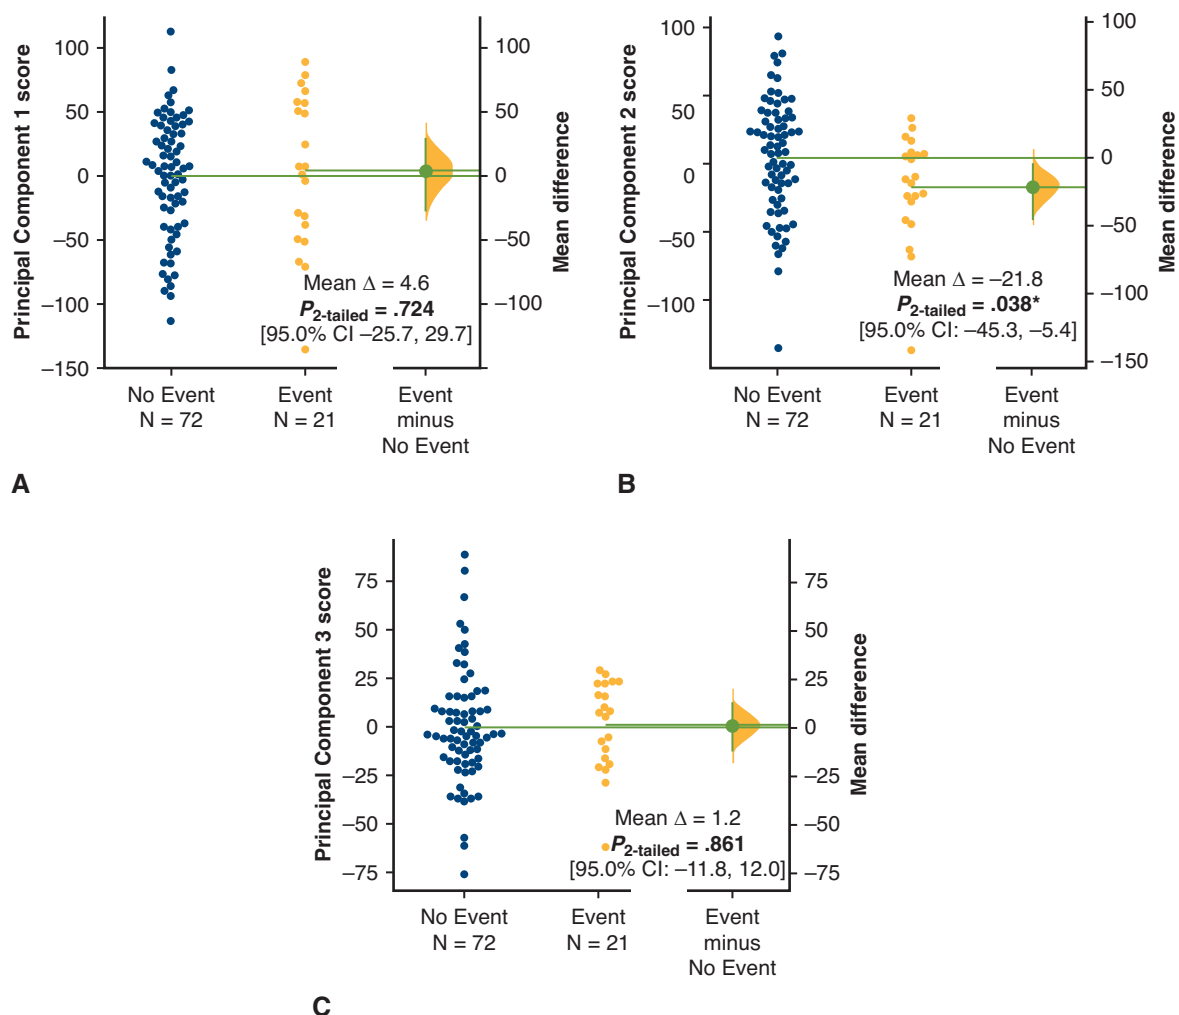 Principal Component 1 score
100
50
0
−50
−100
−150
100
50
0
−50
−100
Mean difference
Mean Δ = 4.6
P2-tailed = .724
[95.0% CI −25.7, 29.7]
No Event
N = 72
Event
N = 21
Event
minus
No Event
A
Principal Component 2 score
100
50
0
−50
−100
100
50
0
−50
−100
−150
Mean difference
Mean Δ = −21.8
P2-tailed = .038*
[95.0% CI: −45.3, −5.4]
No Event
N = 72
Event
N = 21
Event
minus
No Event
B
Principal Component 3 score
75
50
25
0
−25
−50
−75
75
50
25
0
−25
−50
−75
Mean difference
Mean Δ = 1.2
P2-tailed = .861
[95.0% CI: −11.8, 12.0]
No Event
N = 72
Event
N = 21
Event
minus
No Event
C